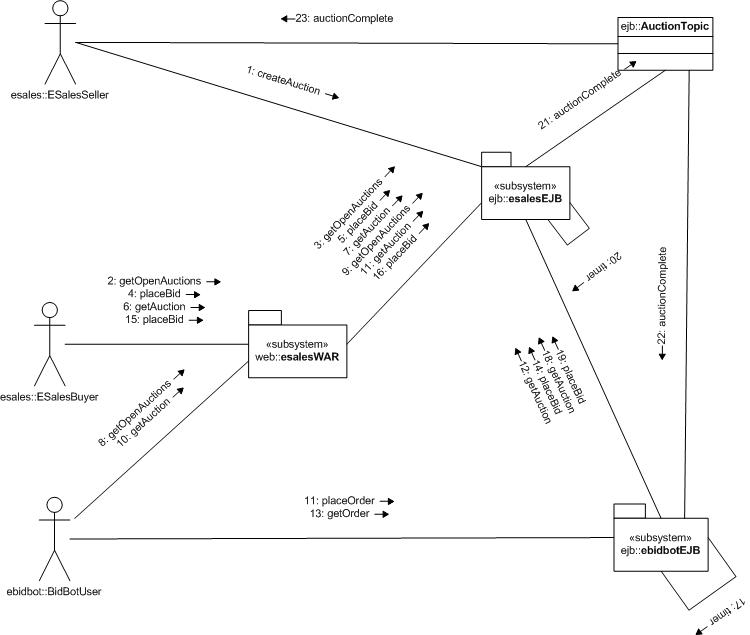 23: auctionComplete
ejb::AuctionTopic
esales::ESalesSeller
1: createAuction
21: auctionComplete
«subsystem»
ejb::esalesEJB
3: getOpenAuctions
5: placeBid
7: getAuction
9: getOpenAuctions
11: getAuction
16: placeBid
20: timer
22: auctionComplete
2: getOpenAuctions
4: placeBid
6: getAuction
15: placeBid
«subsystem»
web::esalesWAR
esales::ESalesBuyer
19: placeBid
18: getAuction
14: placeBid
12: getAuction
8: getOpenAuctions
10: getAuction
11: placeOrder
13: getOrder
«subsystem»
ejb::ebidbotEJB
ebidbot::BidBotUser
17: timer